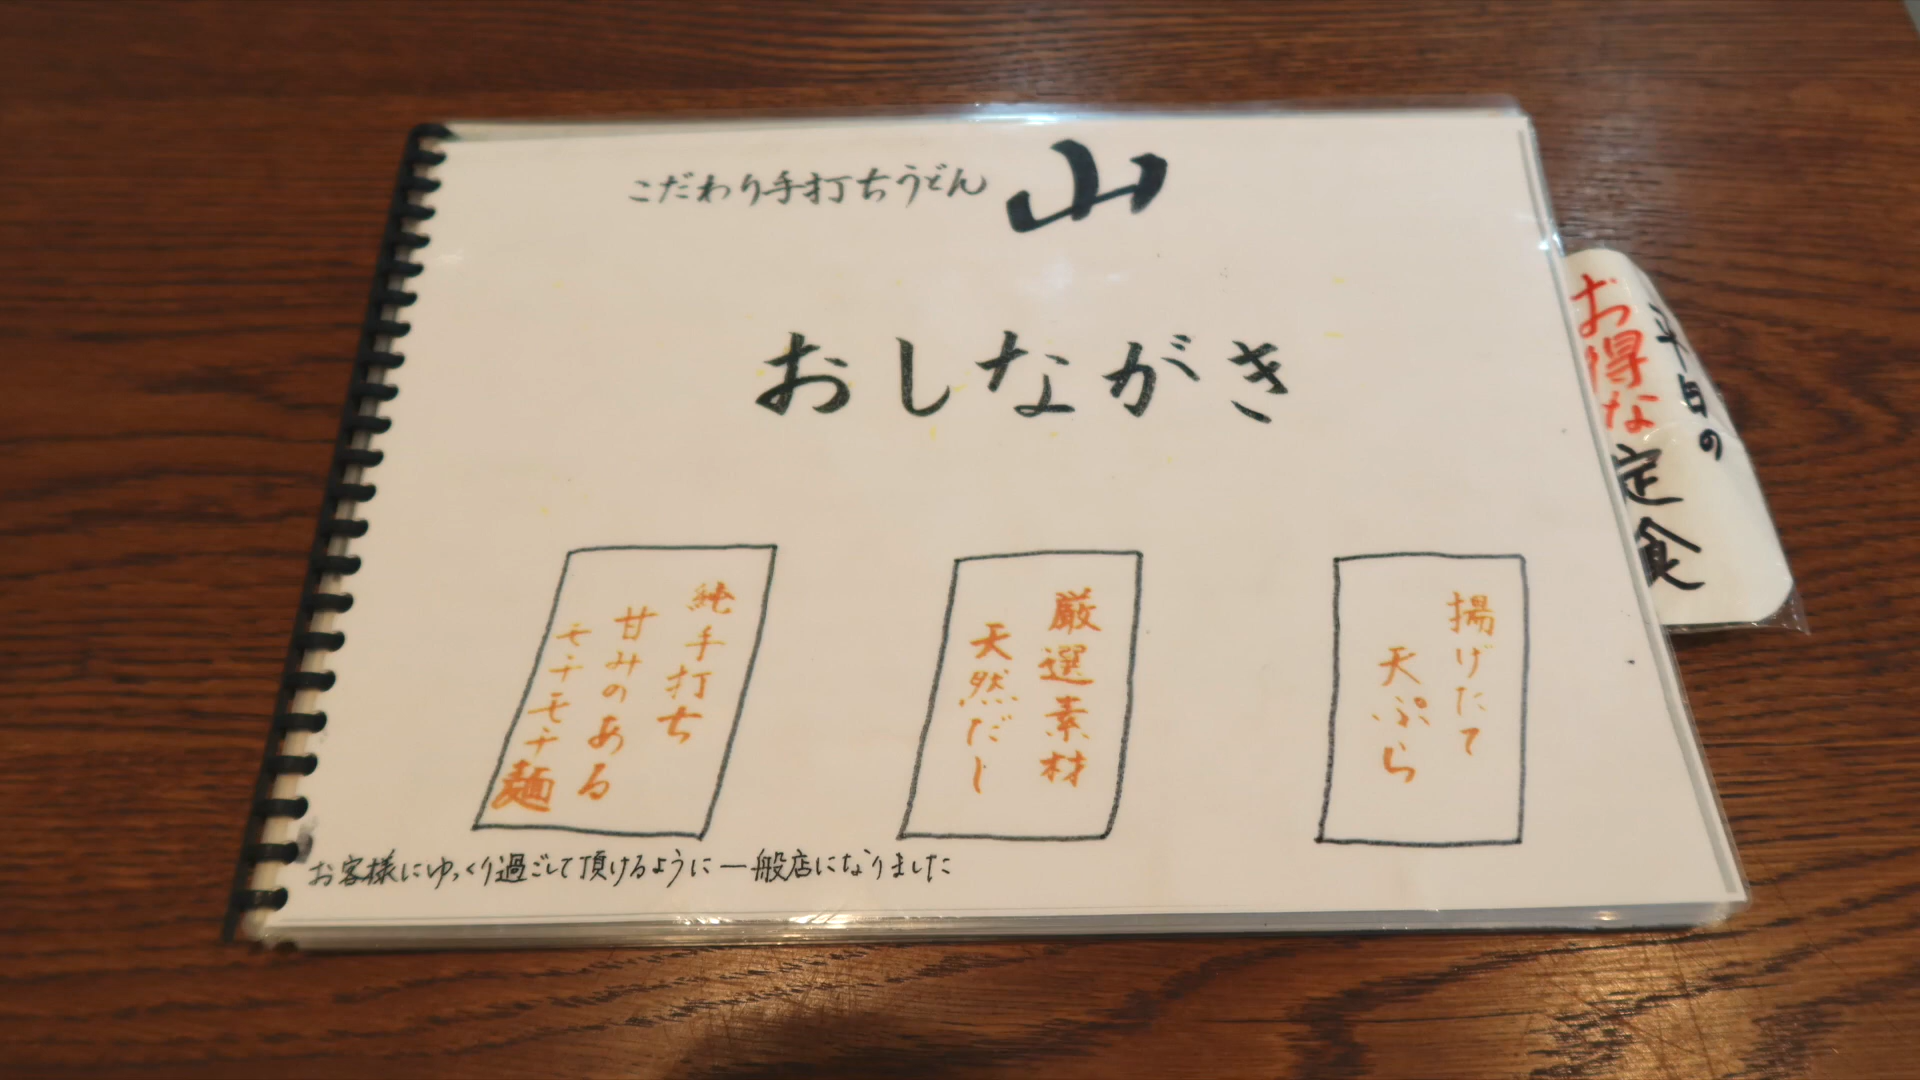 こだわり手打ちうどん 山
おしながき
揚げたて
天ぷら
厳選素材
天然だし
純手打ち
甘みのある
モチモチ麺
お客様にゆっくり過ごして頂けるように一般店になりました
平日の
お得な定食